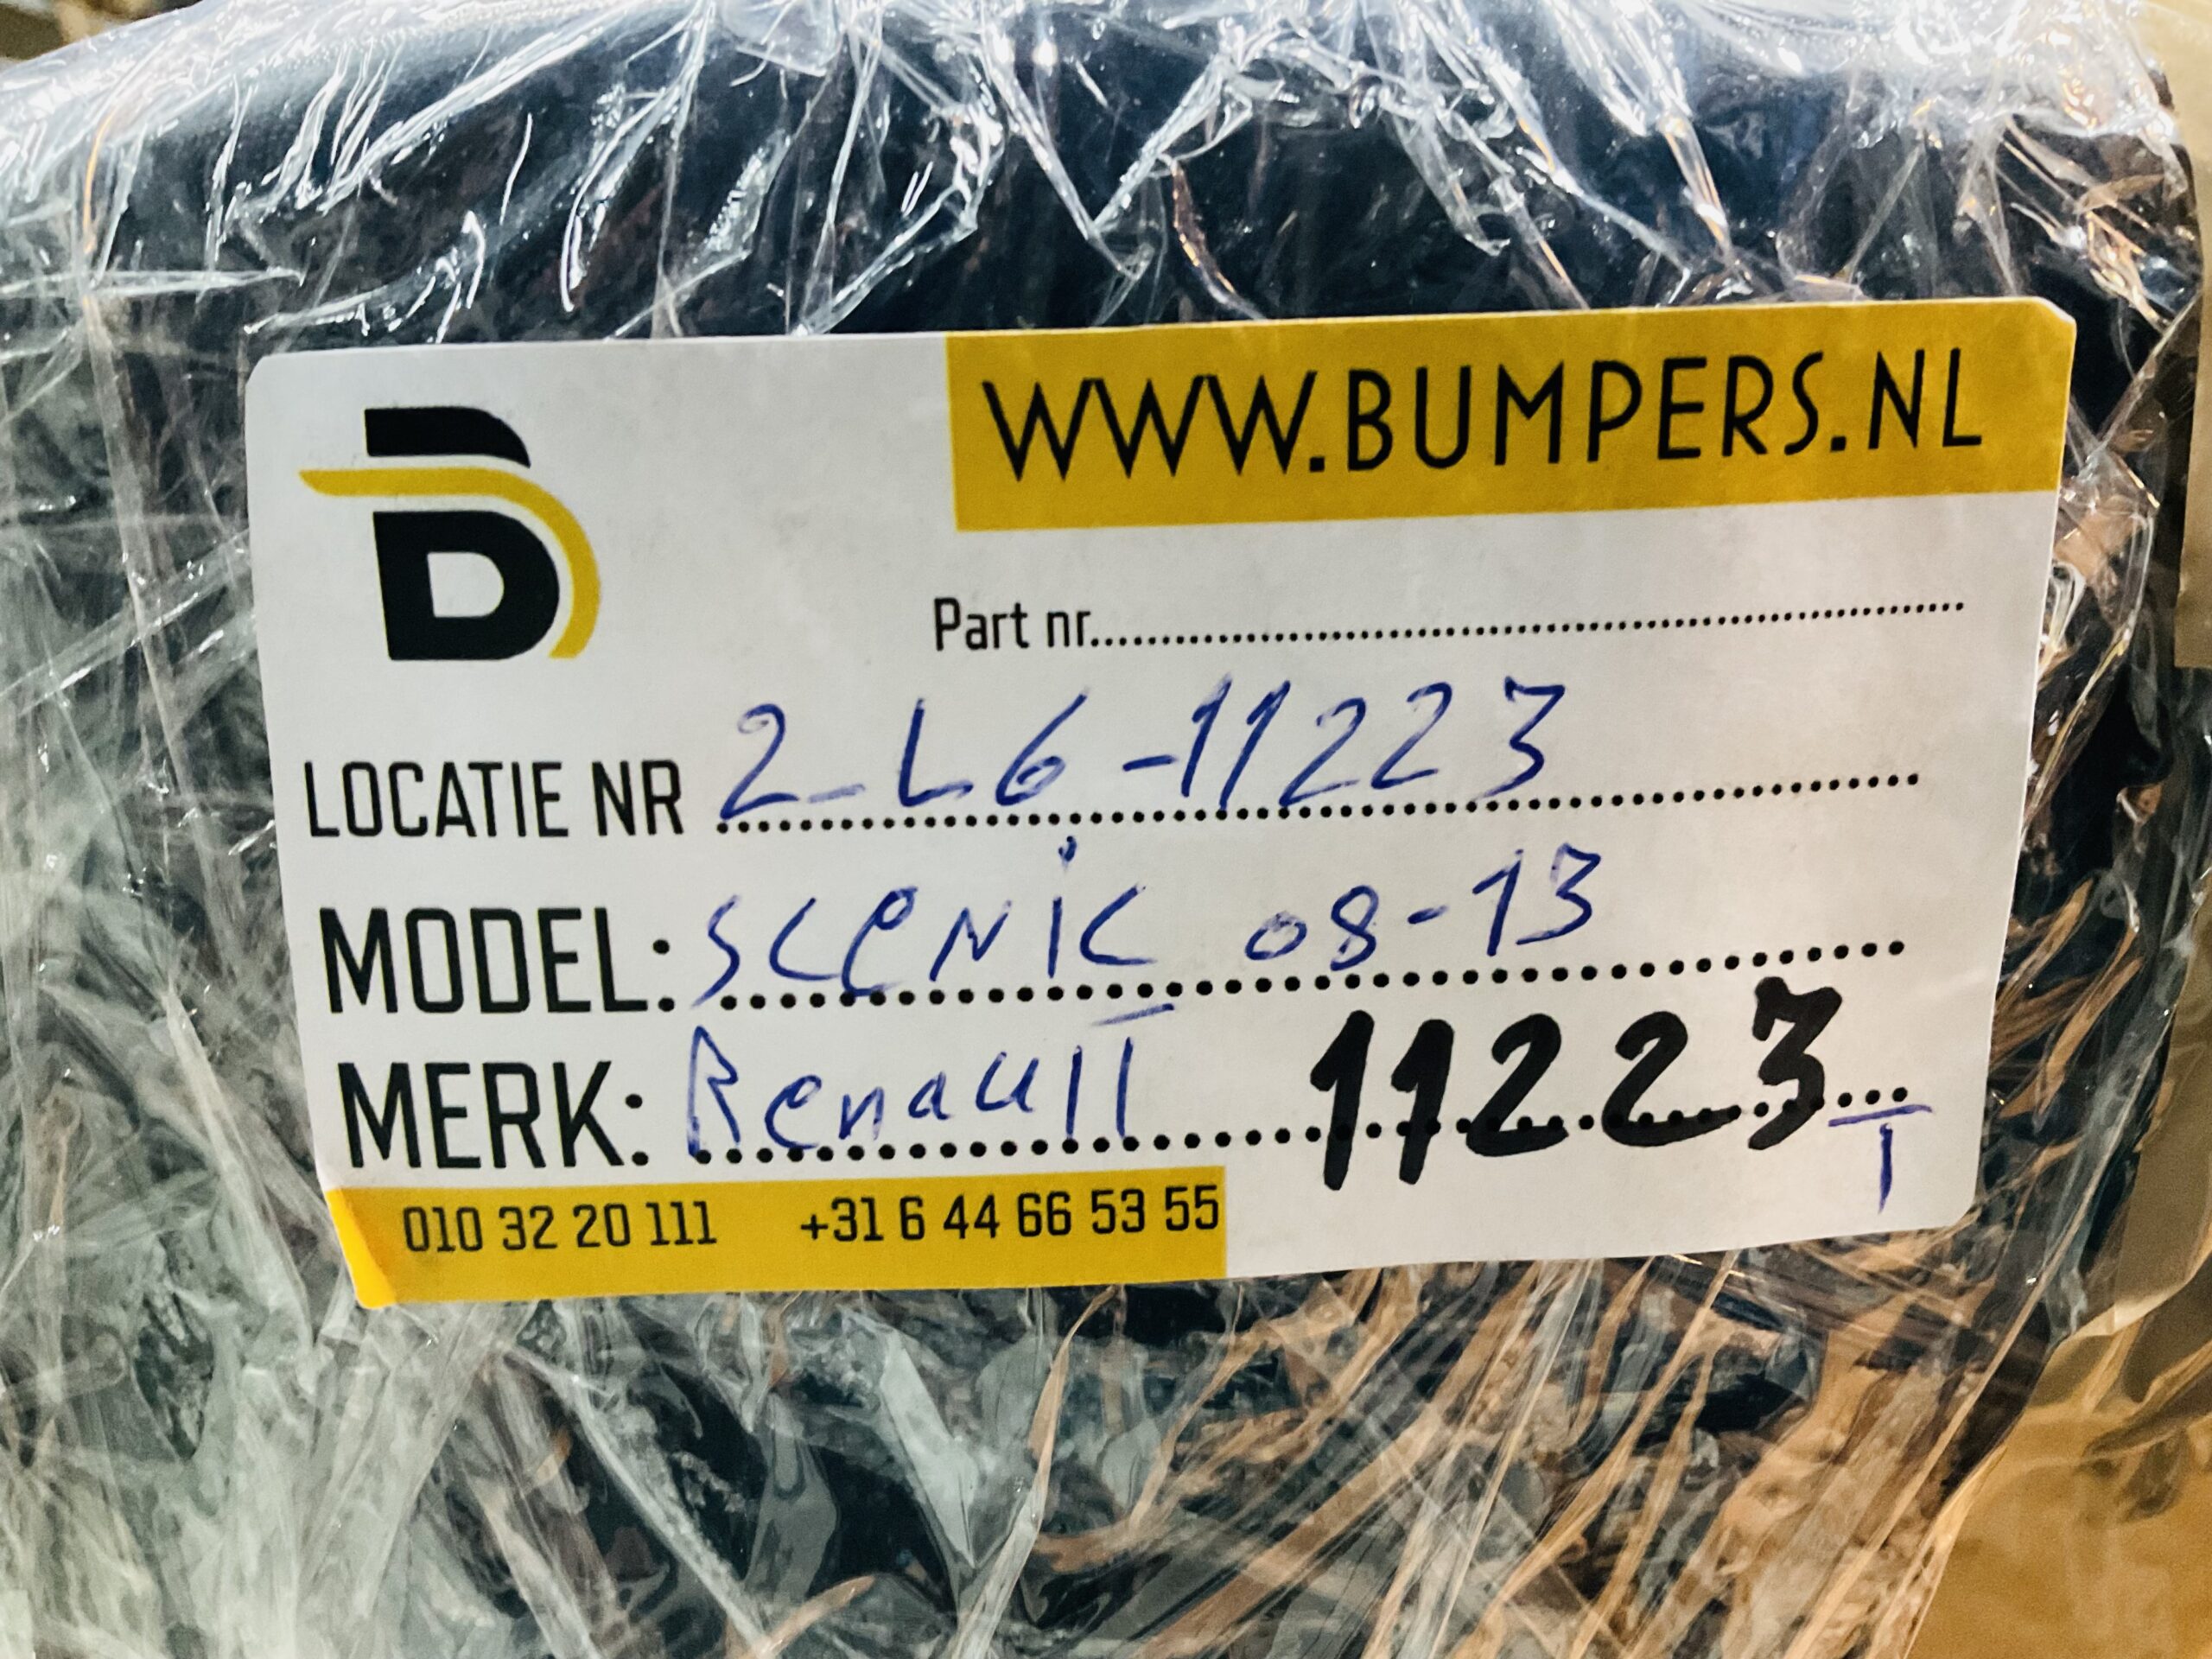 WWW.BUMPERS.NL
Part nr.
LOCATIE NR 2-L6-11223
MODEL: SCENIC 08-13
MERK: Renault 11223
T
010 32 20 111 +31 6 44 66 53 55